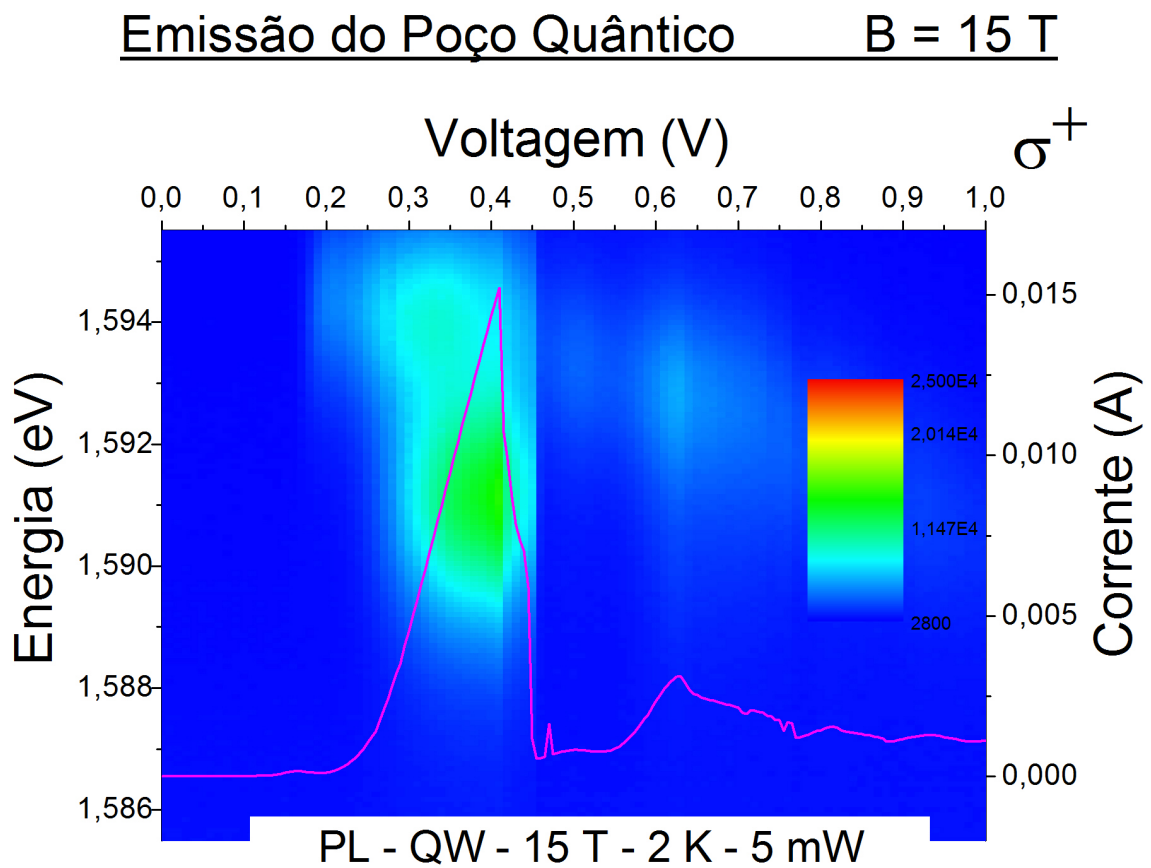 Emissão do Poço Quântico B = 15 T
Voltagem (V) σ+
0,0 0,1 0,2 0,3 0,4 0,5 0,6 0,7 0,8 0,9 1,0
Energia (eV)
1,594
1,592
1,590
1,588
1,586
2,500E4
2,014E4
1,147E4
2800
0,015
0,010
0,005
0,000
Corrente (A)
PL - QW - 15 T - 2 K - 5 mW